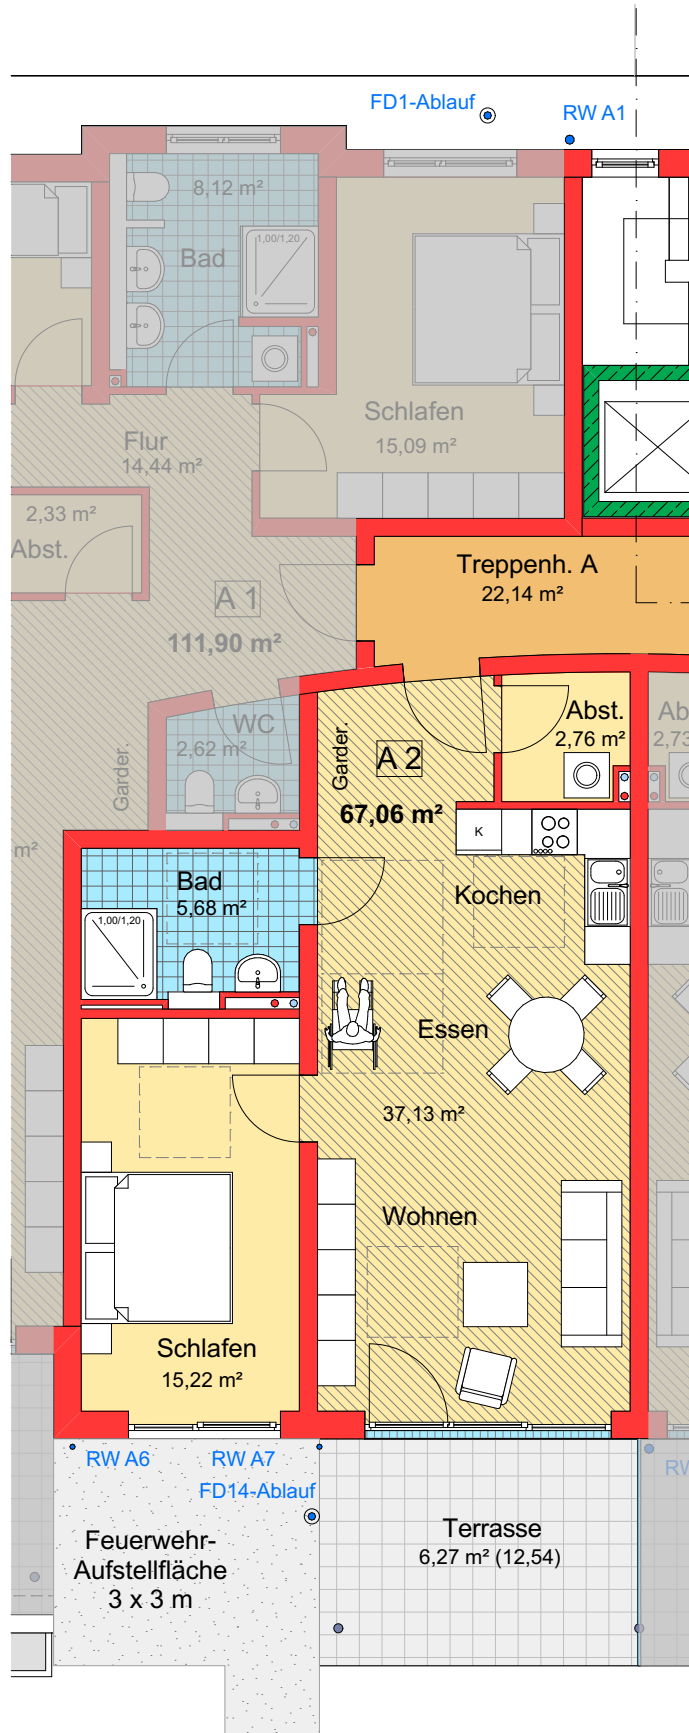 FD1-Ablauf
RW A1
8,12 m²
Bad
1,00/1,20
Schlafen
15,09 m²
Flur
14,44 m²
2,33 m²
Abst.
A 1
111,90 m²
Treppenh. A
22,14 m²
WC
2,62 m²
Garder.
Garder.
A 2
67,06 m²
Abst.
2,76 m²
Ab
2,73
m²
K
Kochen
Bad
5,68 m²
1,00/1,20
Essen
37,13 m²
Wohnen
Schlafen
15,22 m²
RW A6
RW A7
FD14-Ablauf
RW
Feuerwehr-
Aufstellfläche
3 x 3 m
Terrasse
6,27 m² (12,54)